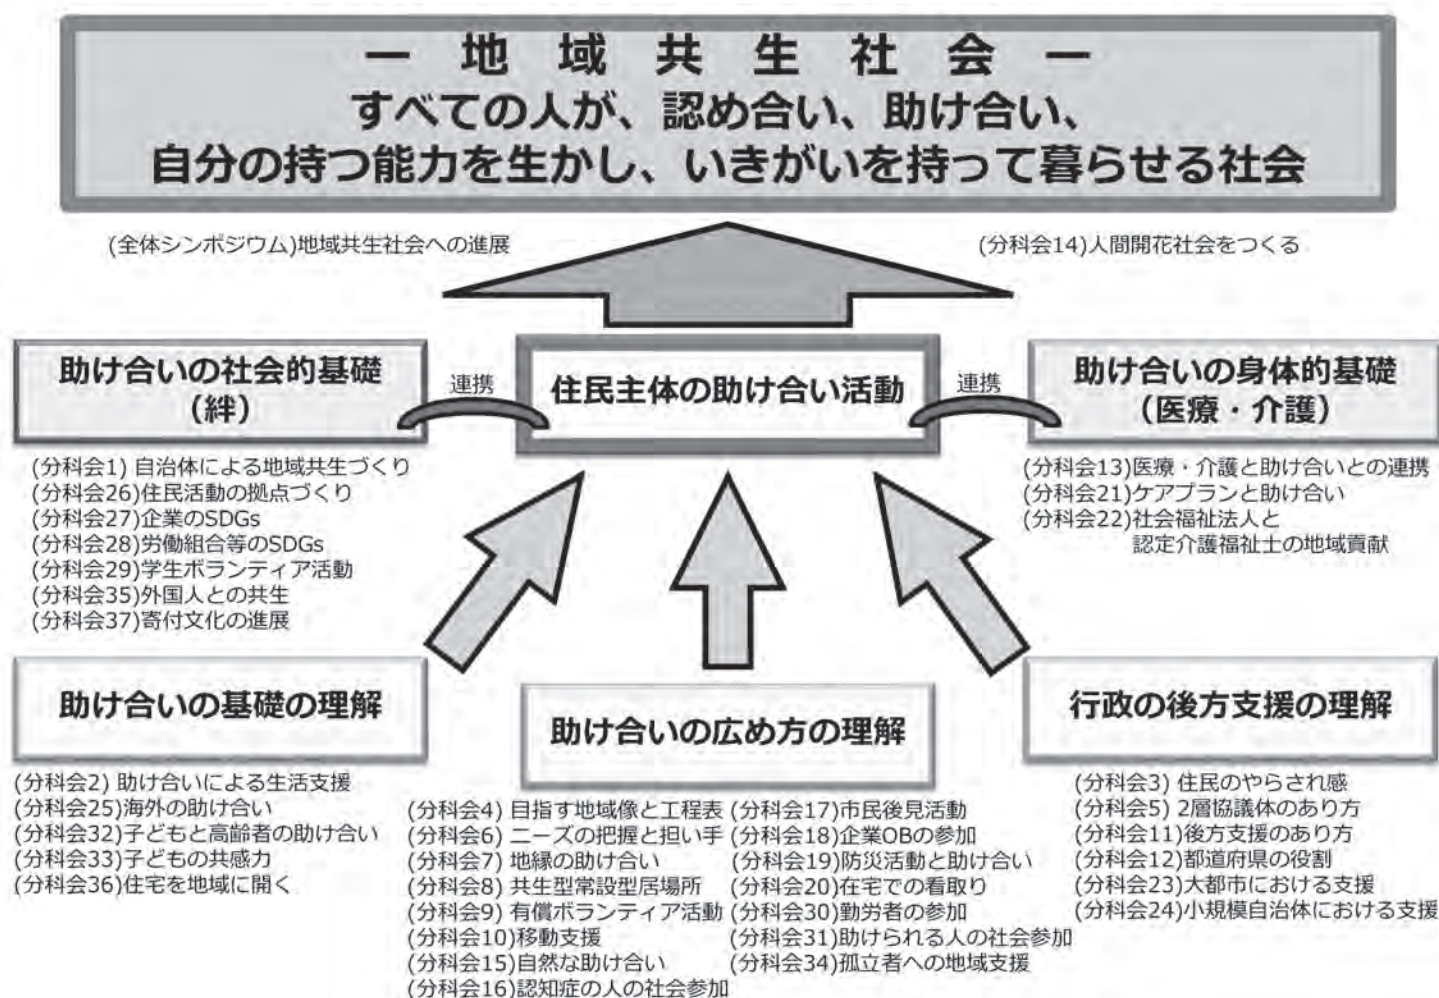 ― 地 域 共 生 社 会 ―
すべての人が、認め合い、助け合い、
自分の持つ能力を生かし、いきがいを持って暮らせる社会
(全体シンポジウム)地域共生社会への進展
(分科会14)人間開花社会をつくる
助け合いの社会的基礎
（絆）
連携
住民主体の助け合い活動
連携
助け合いの身体的基礎
（医療・介護）
(分科会1) 自治体による地域共生づくり
(分科会26)住民活動の拠点づくり
(分科会27)企業のSDGs
(分科会28)労働組合等のSDGs
(分科会29)学生ボランティア活動
(分科会35)外国人との共生
(分科会37)寄付文化の進展
(分科会13)医療・介護と助け合いとの連携
(分科会21)ケアプランと助け合い
(分科会22)社会福祉法人と
認定介護福祉士の地域貢献
助け合いの基礎の理解
(分科会2) 助け合いによる生活支援
(分科会25)海外の助け合い
(分科会32)子どもと高齢者の助け合い
(分科会33)子どもの共感力
(分科会36)住宅を地域に開く
助け合いの広め方の理解
(分科会4) 目指す地域像と工程表
(分科会6) ニーズの把握と担い手
(分科会7) 地縁の助け合い
(分科会8) 共生型常設型居場所
(分科会9) 有償ボランティア活動
(分科会10)移動支援
(分科会15)自然な助け合い
(分科会16)認知症の人の社会参加
(分科会17)市民後見活動
(分科会18)企業OBの参加
(分科会19)防災活動と助け合い
(分科会20)在宅での看取り
(分科会30)勤労者の参加
(分科会31)助けられる人の社会参加
(分科会34)孤立者への地域支援
行政の後方支援の理解
(分科会3) 住民のやらされ感
(分科会5) 2層協議体のあり方
(分科会11)後方支援のあり方
(分科会12)都道府県の役割
(分科会23)大都市における支援
(分科会24)小規模自治体における支援